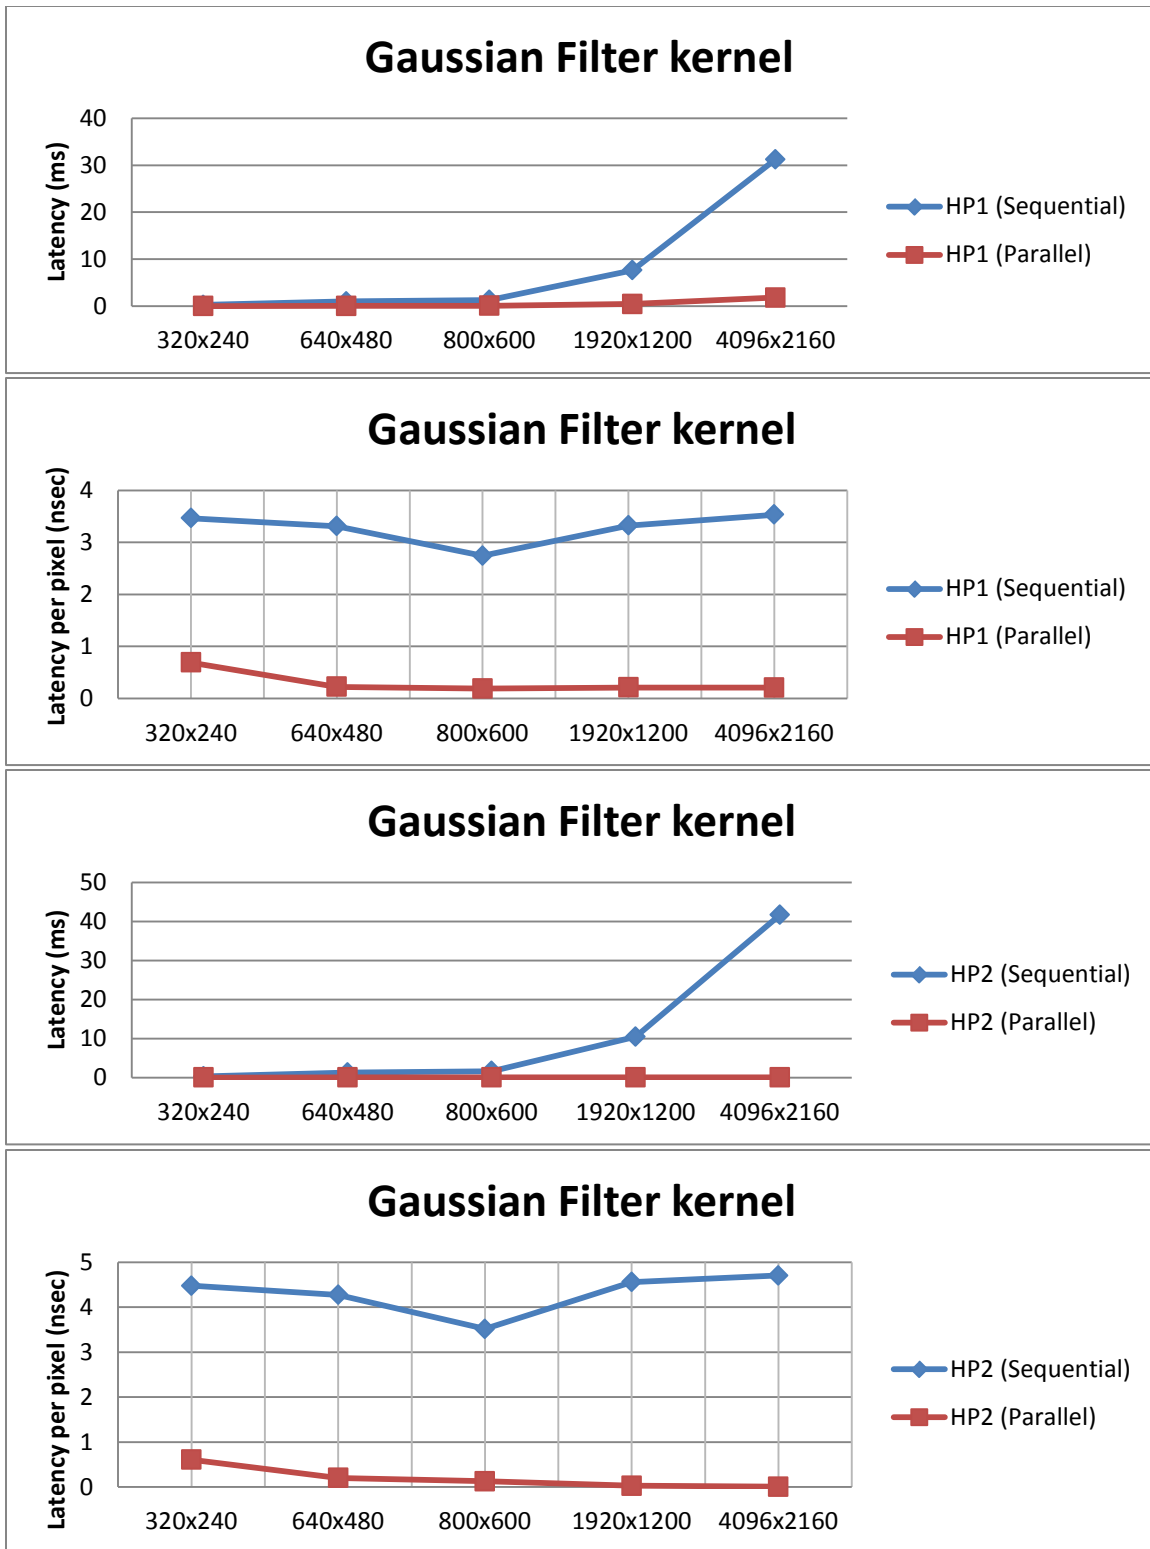 Gaussian Filter kernel
Latency (ms)
40
30
20
10
0
320x240 640x480 800x600 1920x1200 4096x2160
HP1 (Sequential)
HP1 (Parallel)
Gaussian Filter kernel
Latency per pixel (nsec)
4
3
2
1
0
320x240 640x480 800x600 1920x1200 4096x2160
HP1 (Sequential)
HP1 (Parallel)
Gaussian Filter kernel
Latency (ms)
50
40
30
20
10
0
320x240 640x480 800x600 1920x1200 4096x2160
HP2 (Sequential)
HP2 (Parallel)
Gaussian Filter kernel
Latency per pixel (nsec)
5
4
3
2
1
0
320x240 640x480 800x600 1920x1200 4096x2160
HP2 (Sequential)
HP2 (Parallel)